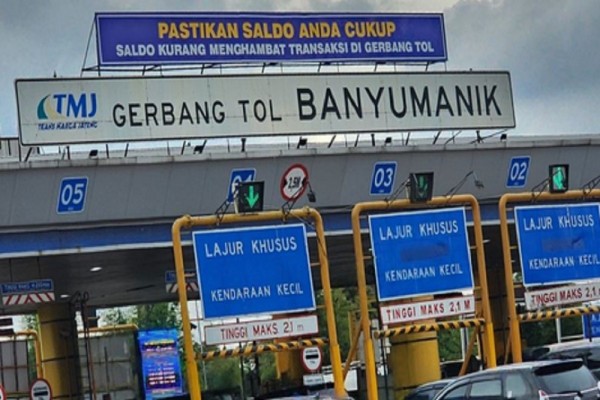 PASTIKAN SALDO ANDA CUKUP
SALDO KURANG MENGHAMBAT TRANSAKSI DI GERBANG TOL
TMJ
TRANS MARGA JATENG
GERBANG TOL BANYUMANIK
05
03
02
LAJUR KHUSUS
KENDARAAN KECIL
TINGGI MAKS 2,1 m
LAJUR KHUSUS
KENDARAAN KECIL
TINGGI MAKS 2,1 m
LAJUR KHUSUS
KENDARAAN KECIL
TINGGI MAKS 2,1